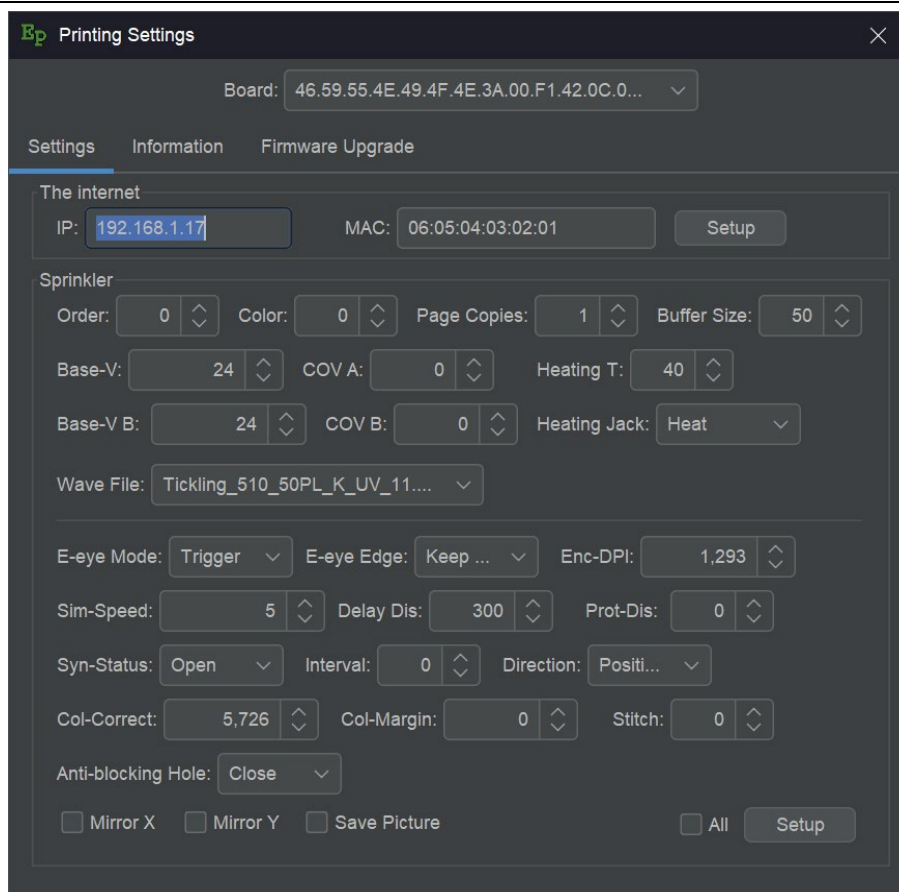 Ep Printing Settings
Board: 46.59.55.4E.49.4F.4E.3A.00.F1.42.0C.0...
Settings Information Firmware Upgrade
The internet
IP: 192.168.1.17 MAC: 06:05:04:03:02:01 Setup
Sprinkler
Order: 0 Color: 0 Page Copies: 1 Buffer Size: 50
Base-V: 24 COV A: 0 Heating T: 40
Base-V B: 24 COV B: 0 Heating Jack: Heat
Wave File: Tickling_510_50PL_K_UV_11....
E-eye Mode: Trigger E-eye Edge: Keep ... Enc-DPI: 1,293
Sim-Speed: 5 Delay Dis: 300 Prot-Dis: 0
Syn-Status: Open Interval: 0 Direction: Positi...
Col-Correct: 5,726 Col-Margin: 0 Stitch: 0
Anti-blocking Hole: Close
Mirror X Mirror Y Save Picture All Setup